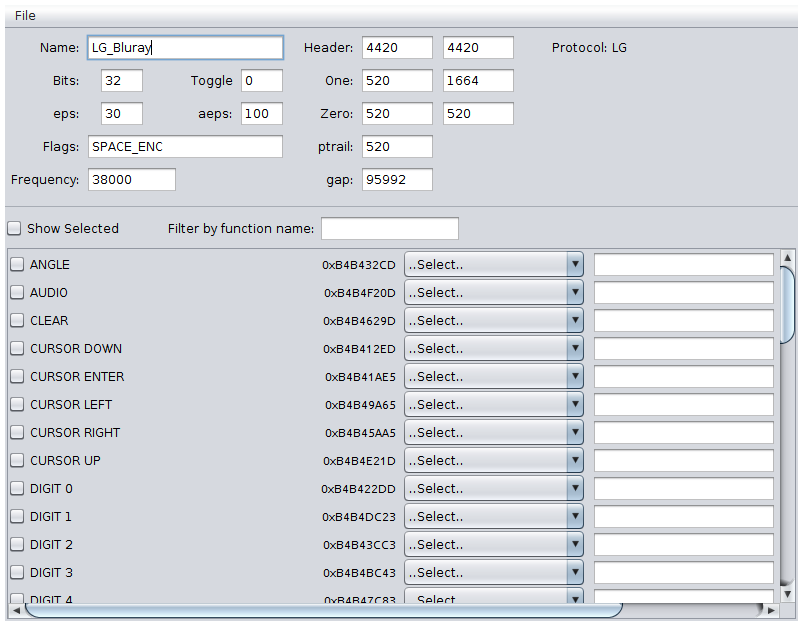 File
Name: LG_Bluray Header: 4420 4420 Protocol: LG
Bits: 32 Toggle 0 One: 520 1664
eps: 30 aeps: 100 Zero: 520 520
Flags: SPACE_ENC ptrail: 520
Frequency: 38000 gap: 95992
Show Selected Filter by function name:
ANGLE 0xB4B432CD ..Select..
AUDIO 0xB4B4F20D ..Select..
CLEAR 0xB4B4629D ..Select..
CURSOR DOWN 0xB4B412ED ..Select..
CURSOR ENTER 0xB4B41AE5 ..Select..
CURSOR LEFT 0xB4B49A65 ..Select..
CURSOR RIGHT 0xB4B45AA5 ..Select..
CURSOR UP 0xB4B4E21D ..Select..
DIGIT 0 0xB4B422DD ..Select..
DIGIT 1 0xB4B4DC23 ..Select..
DIGIT 2 0xB4B43CC3 ..Select..
DIGIT 3 0xB4B4BC43 ..Select..
DIGIT 4 0xB4B47C83 ..Select..